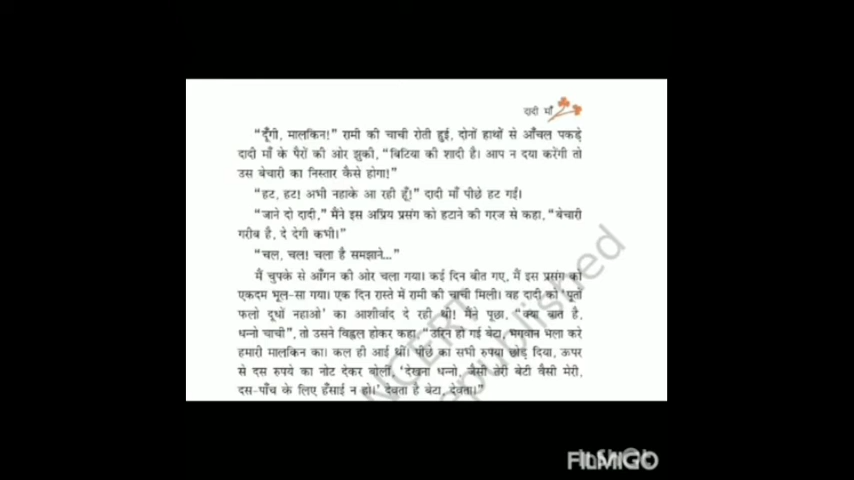 दादी माँ
“दूँगी, मालकिन!” रामी की चाची रोती हुई, दोनों हाथों से आँचल पकड़े
दादी माँ के पैरों की ओर झुकी, “बिटिया की शादी है। आप न दया करेंगी तो
उस बेचारी का निस्तार कैसे होगा!”
“हट, हट! अभी नहाके आ रही हूँ!” दादी माँ पीछे हट गईं।
“जाने दो दादी,” मैंने इस अप्रिय प्रसंग को हटाने की गरज से कहा, “बेचारी
गरीब है, दे देगी कभी।”
“चल, चल! चला है समझाने...”
मैं चुपके से आँगन की ओर चला गया। कई दिन बीत गए, मैं इस प्रसंग को
एकदम भूल-सा गया। एक दिन रास्ते में रामी की चाची मिली। वह दादी को ‘पूतों
फलो दूधों नहाओ’ का आशीर्वाद दे रही थी! मैंने पूछा, “क्या बात है,
धन्नो चाची”, तो उसने विह्वल होकर कहा, “उरिन हो गई बेटा, भगवान भला करे
हमारी मालकिन का। कल ही आई थीं। पीछे का सभी रुपया छोड़ दिया, ऊपर
से दस रुपये का नोट देकर बोलीं, ‘देखना धन्नो, जैसी तेरी बेटी वैसी मेरी,
दस-पाँच के लिए हँसाई न हो।’ देवता है बेटा, देवता।”
NCERT
republished
FILMIGO